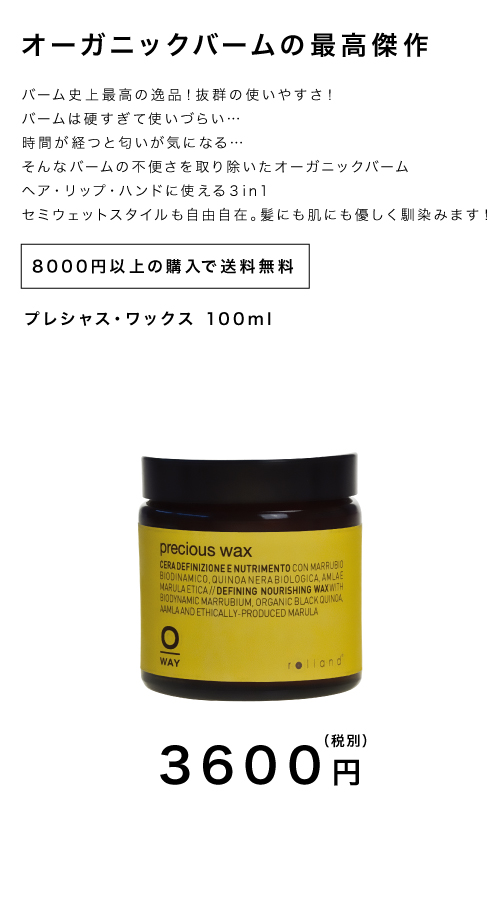 オーガニックバームの最高傑作
バーム史上最高の逸品！抜群の使いやすさ！
バームは硬すぎて使いづらい…
時間が経つと匂いが気になる…
そんなバームの不便さを取り除いたオーガニックバーム
ヘア・リップ・ハンドに使える３in1
セミウェットスタイルも自由自在。髪にも肌にも優しく馴染みます！
8000円以上の購入で送料無料
プレシャス・ワックス 100ml
precious wax
CERA DEFINIZIONE E NUTRIMENTO CON MARRUBIO
BIODINAMICO, QUINOA NERA BIOLOGICA, AMLA E
MARULA ETICA // DEFINING NOURISHING WAX WITH
BIODYNAMIC MARRUBIUM, ORGANIC BLACK QUINOA,
AAMLA AND ETHICALLY-PRODUCED MARULA
O
WAY
rolland
(税別)
3600円